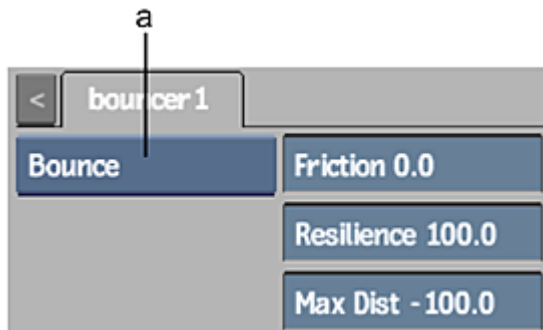 a
< bouncer1
Bounce Friction 0.0
Resilience 100.0
Max Dist -100.0